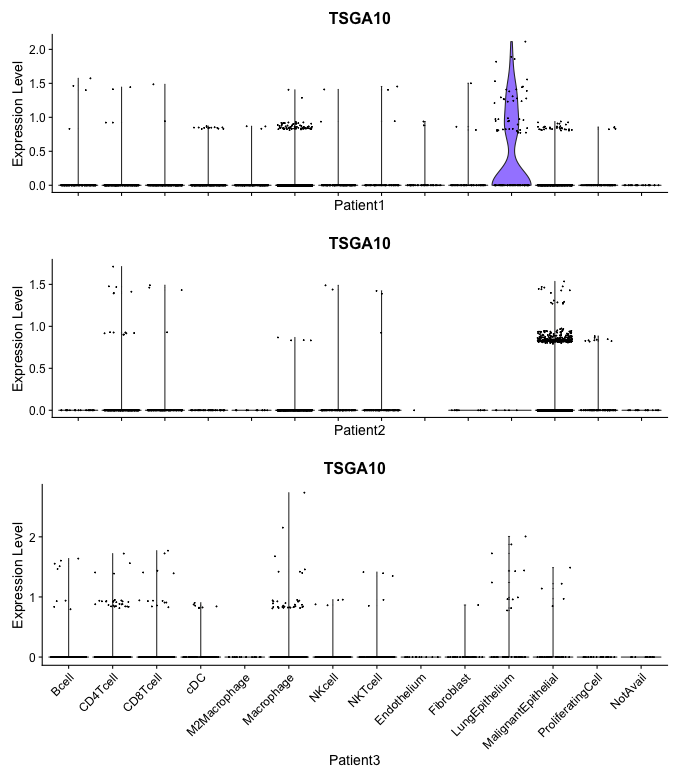 TSGA10
Expression Level
2.0
1.5
1.0
0.5
0.0
Patient1
TSGA10
Expression Level
1.5
1.0
0.5
0.0
Patient2
TSGA10
Expression Level
2
1
0
Bcell
CD4Tcell
CD8Tcell
cDC
M2Macrophage
Macrophage
NKcell
NKTcell
Endothelium
Fibroblast
LungEpithelium
MalignantEpithelial
ProliferatingCell
NotAvail
Patient3